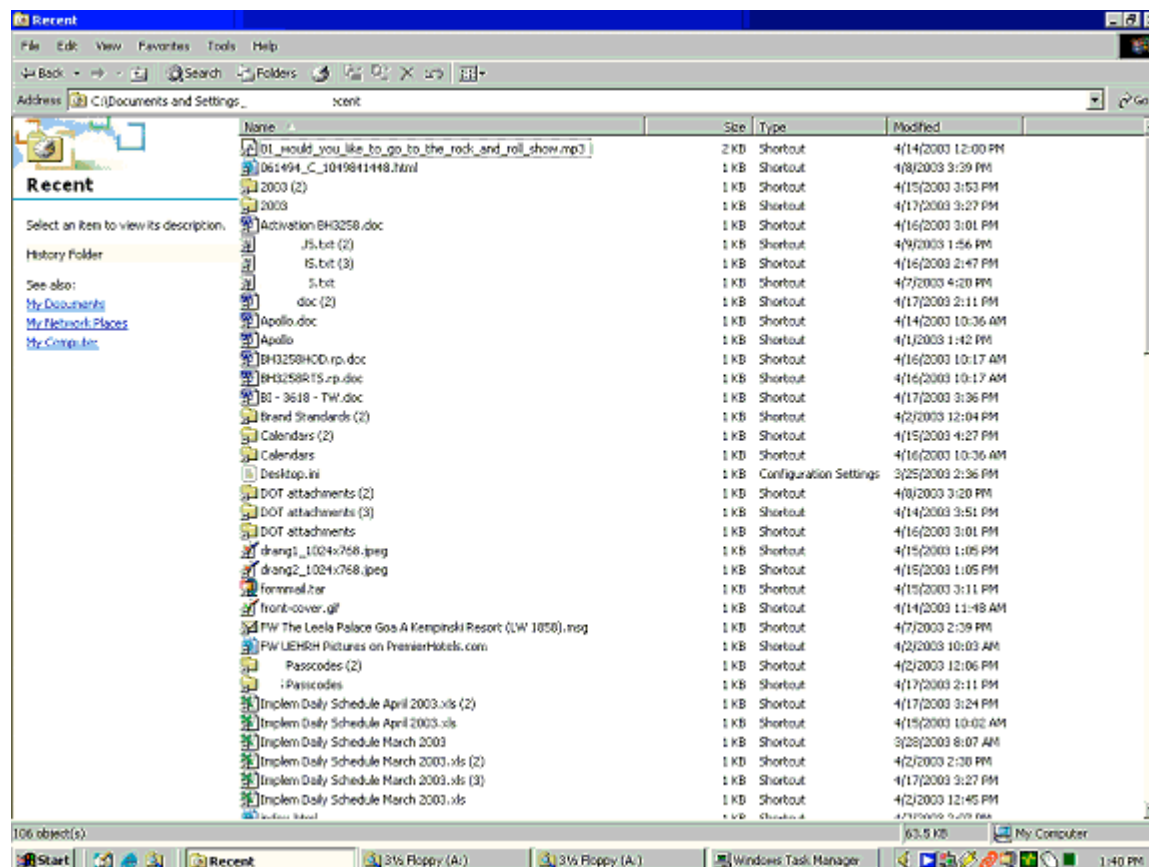 Recent
File Edit View Favorites Tools Help
Back Search Folders
Address C:\Documents and Settings_ :cent Go
Name Size Type Modified
01_would_you_like_to_go_to_the_rock_and_roll_show.mp3 2 KB Shortcut 4/14/2003 12:00 PM
061494_C_1049841448.html 1 KB Shortcut 4/8/2003 3:39 PM
Recent
2003 (2) 1 KB Shortcut 4/15/2003 3:53 PM
2003 1 KB Shortcut 4/17/2003 3:27 PM
Select an item to view its description.
Activation BH3258.doc 1 KB Shortcut 4/16/2003 3:01 PM
JS.txt (2) 1 KB Shortcut 4/9/2003 1:56 PM
History Folder
IS.txt (3) 1 KB Shortcut 4/16/2003 2:47 PM
See also:
S.txt 1 KB Shortcut 4/7/2003 4:20 PM
My Documents
doc (2) 1 KB Shortcut 4/17/2003 2:11 PM
My Network Places
Apollo.doc 1 KB Shortcut 4/14/2003 10:36 AM
My Computer
Apollo 1 KB Shortcut 4/1/2003 1:42 PM
BH3258HOD.rp.doc 1 KB Shortcut 4/16/2003 10:17 AM
BH3258RTS.rp.doc 1 KB Shortcut 4/16/2003 10:17 AM
BI - 3618 - TW.doc 1 KB Shortcut 4/17/2003 3:36 PM
Brand Standards (2) 1 KB Shortcut 4/2/2003 12:04 PM
Calendars (2) 1 KB Shortcut 4/15/2003 4:27 PM
Calendars 1 KB Shortcut 4/16/2003 10:36 AM
Desktop.ini 1 KB Configuration Settings 3/25/2003 2:36 PM
DOT attachments (2) 1 KB Shortcut 4/8/2003 3:20 PM
DOT attachments (3) 1 KB Shortcut 4/14/2003 3:51 PM
DOT attachments 1 KB Shortcut 4/16/2003 3:01 PM
drang1_1024x768.jpeg 1 KB Shortcut 4/15/2003 1:05 PM
drang2_1024x768.jpeg 1 KB Shortcut 4/15/2003 1:05 PM
formmail.tar 1 KB Shortcut 4/15/2003 3:11 PM
front-cover.gif 1 KB Shortcut 4/14/2003 11:48 AM
FW The Leela Palace Goa A Kempinski Resort (LW 1858).msg 1 KB Shortcut 4/7/2003 2:39 PM
FW UEHRH Pictures on PremierHotels.com 1 KB Shortcut 4/2/2003 10:03 AM
Passcodes (2) 1 KB Shortcut 4/2/2003 12:06 PM
Passcodes 1 KB Shortcut 4/17/2003 2:11 PM
Implem Daily Schedule April 2003.xls (2) 1 KB Shortcut 4/17/2003 3:24 PM
Implem Daily Schedule April 2003.xls 1 KB Shortcut 4/15/2003 10:02 AM
Implem Daily Schedule March 2003 1 KB Shortcut 3/28/2003 8:07 AM
Implem Daily Schedule March 2003.xls (2) 1 KB Shortcut 4/2/2003 2:38 PM
Implem Daily Schedule March 2003.xls (3) 1 KB Shortcut 4/17/2003 3:27 PM
Implem Daily Schedule March 2003.xls 1 KB Shortcut 4/2/2003 12:45 PM
106 object(s) 63.5 KB My Computer
Start Recent 3½ Floppy (A:) 3½ Floppy (A:) Windows Task Manager 1:40 PM